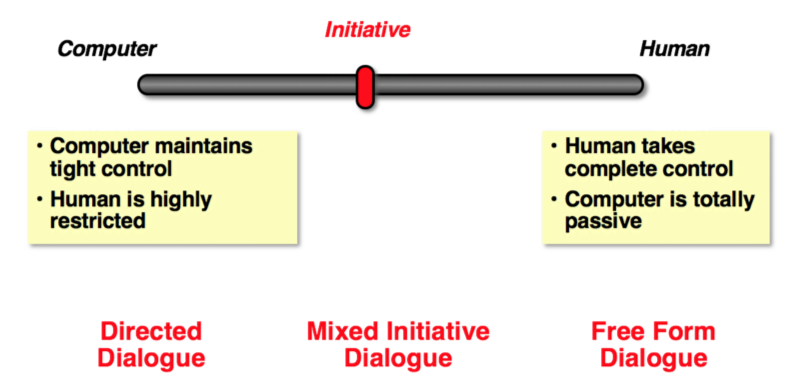 Initiative
Computer
Human
• Computer maintains
tight control
• Human is highly
restricted
• Human takes
complete control
• Computer is totally
passive
Directed
Dialogue
Mixed Initiative
Dialogue
Free Form
Dialogue